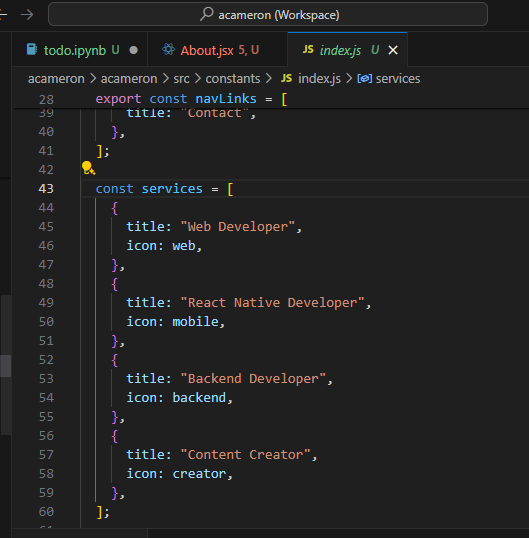 acameron (Workspace)
todo.ipynb U
About.jsx 5, U
JS index.js U
acameron > acameron > src > constants > JS index.js > services
28 export const navLinks = [
39 title: "Contact",
40 },
41 ];
42
43 const services = [
44 {
45 title: "Web Developer",
46 icon: web,
47 },
48 {
49 title: "React Native Developer",
50 icon: mobile,
51 },
52 {
53 title: "Backend Developer",
54 icon: backend,
55 },
56 {
57 title: "Content Creator",
58 icon: creator,
59 },
60 ];